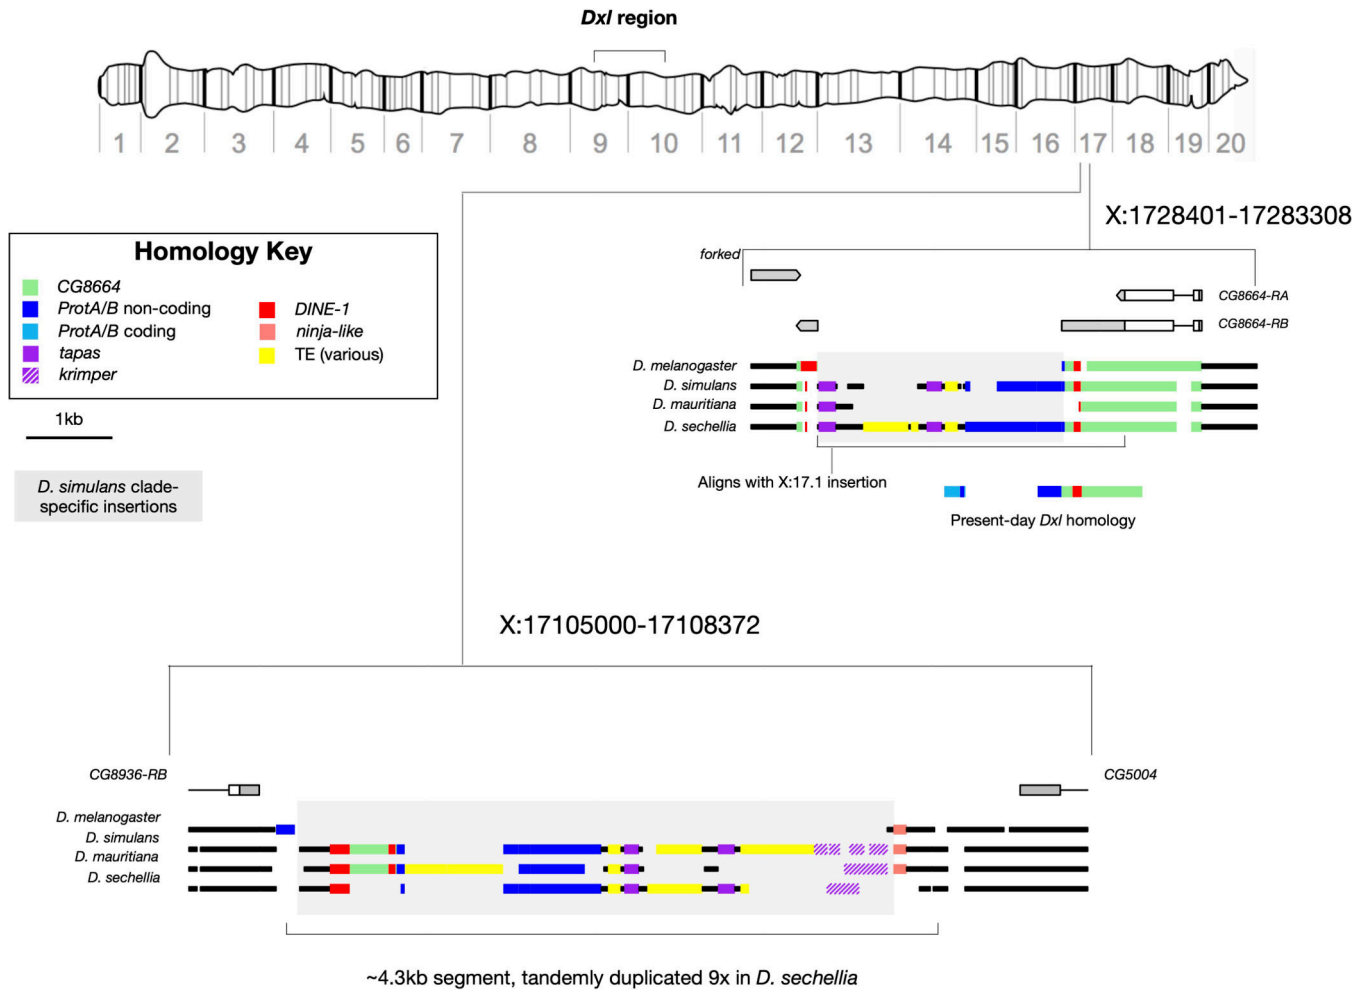 Dxl region
1 2 3 4 5 6 7 8 9 10 11 12 13 14 15 16 17 18 19 20
X:1728401-17283308
Homology Key
CG8664
ProtA/B non-coding
ProtA/B coding
tapas
krimper
DINE-1
ninja-like
TE (various)
1kb
D. simulans clade-
specific insertions
forked
CG8664-RA
CG8664-RB
D. melanogaster
D. simulans
D. mauritiana
D. sechellia
Aligns with X:17.1 insertion
Present-day Dxl homology
X:17105000-17108372
CG8936-RB
CG5004
D. melanogaster
D. simulans
D. mauritiana
D. sechellia
~4.3kb segment, tandemly duplicated 9x in D. sechellia